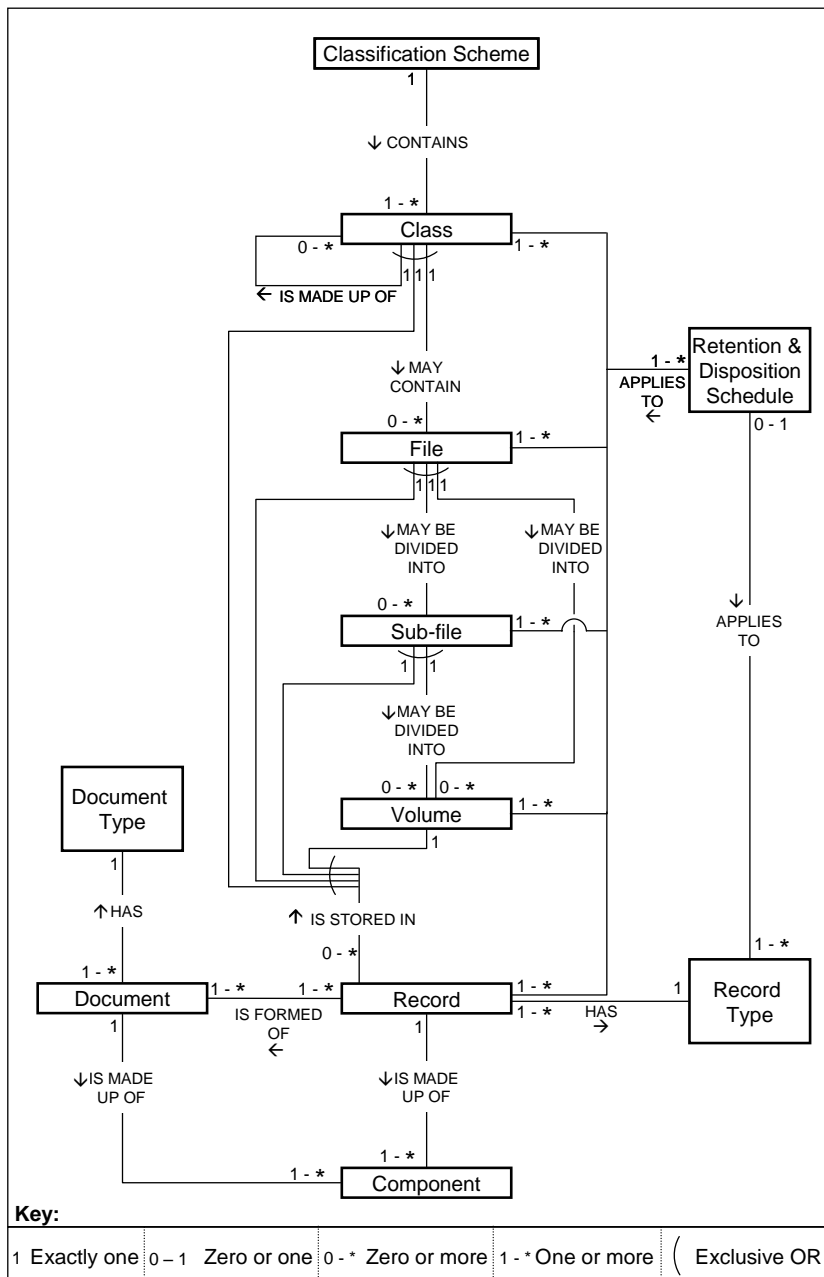 Classification Scheme
1
↓ CONTAINS
1 - *
Class
0 - *
1 - *
1 1 1
← IS MADE UP OF
↓ MAY
CONTAIN
1 - *
APPLIES
TO
←
Retention &
Disposition
Schedule
0 - 1
0 - *
File
1 - *
1 1 1
↓ MAY BE
DIVIDED
INTO
↓ MAY BE
DIVIDED
INTO
↓
APPLIES
TO
0 - *
Sub-file
1 - *
1 1
↓ MAY BE
DIVIDED
INTO
0 - * 0 - *
Volume
1 - *
1
Document
Type
1
↑ HAS
↑ IS STORED IN
1 - *
0 - *
1 - *
Document
1 - *
1 - *
IS FORMED
OF
←
Record
1 - *
1 - *
HAS
→
1
Record
Type
1
1
↓ IS MADE
UP OF
↓ IS MADE
UP OF
1 - *
1 - *
Component
Key:
1 Exactly one 0 – 1 Zero or one 0 - * Zero or more 1 - * One or more ( Exclusive OR